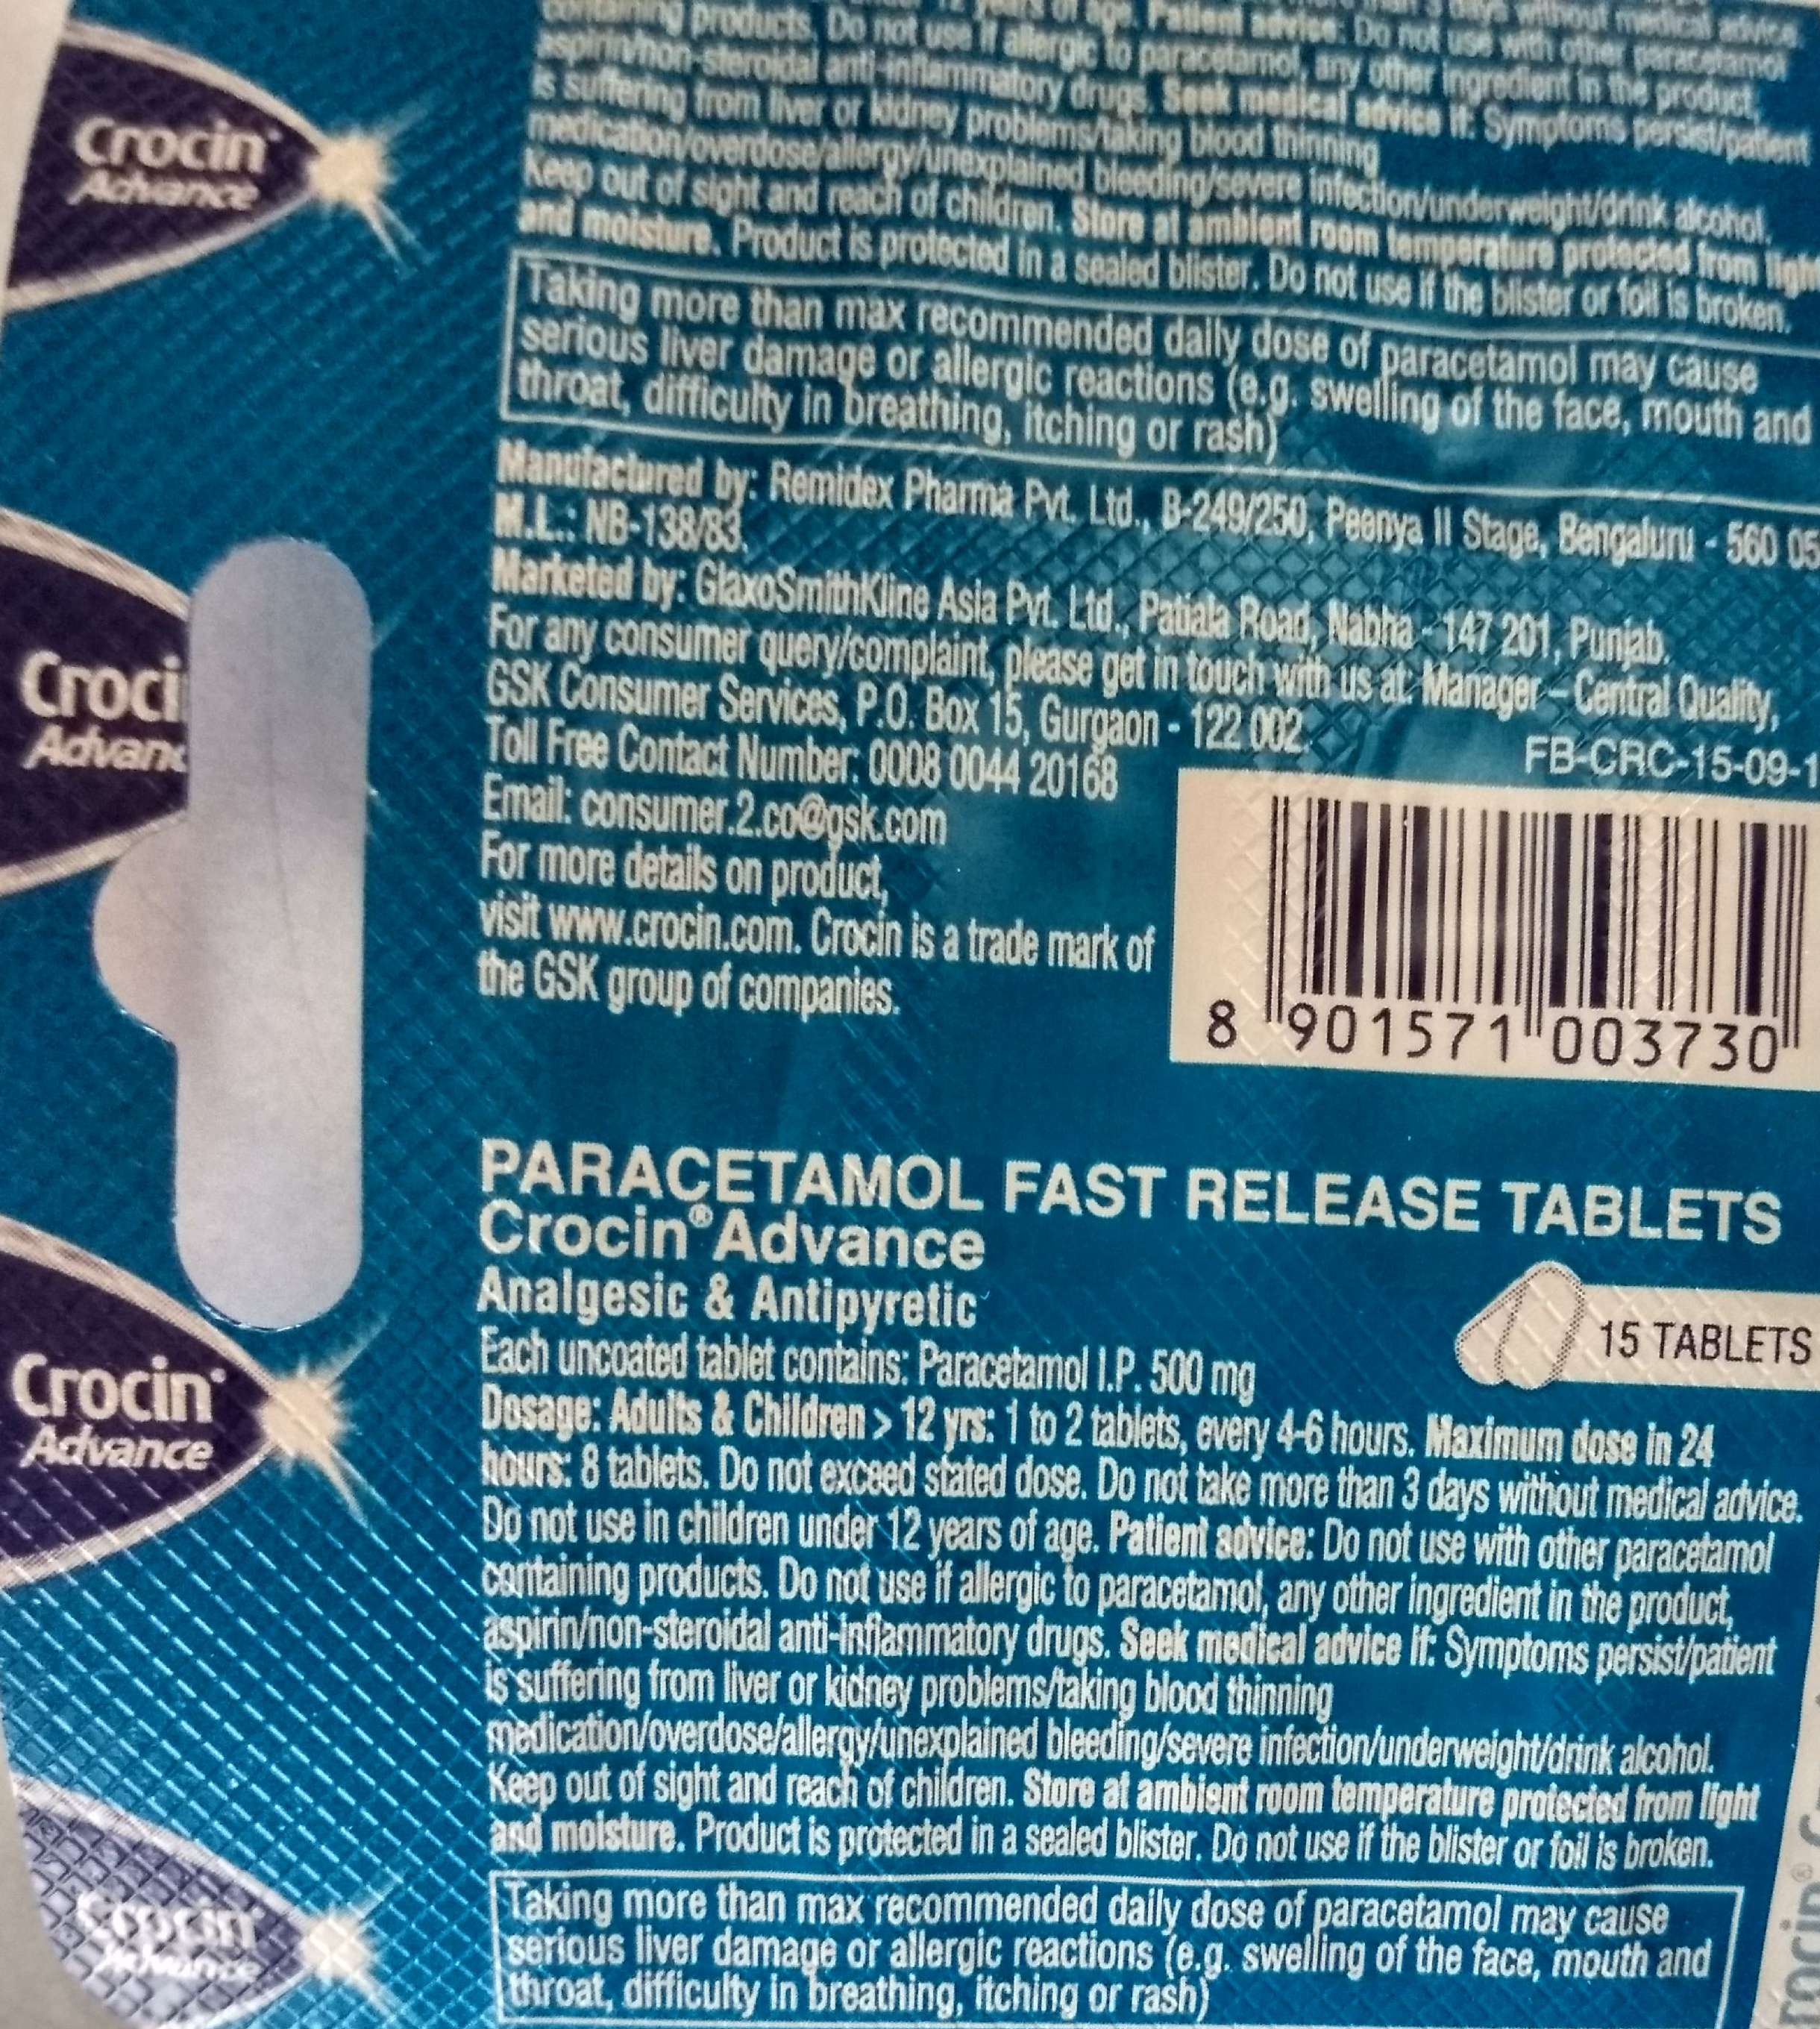 without medical advice
containing products. Do not use if allergic to paracetamol, any other ingredient in the product,
aspirin/non-steroidal anti-inflammatory drugs. Seek medical advice if: Symptoms persist/patient
is suffering from liver or kidney problems/taking blood thinning
medication/overdose/allergy/unexplained bleeding/severe infection/underweight/drink alcohol.
Keep out of sight and reach of children. Store at ambient room temperature protected from light
and moisture. Product is protected in a sealed blister. Do not use if the blister or foil is broken.
Taking more than max recommended daily dose of paracetamol may cause
serious liver damage or allergic reactions (e.g. swelling of the face, mouth and
throat, difficulty in breathing, itching or rash)
Manufactured by: Remidex Pharma Pvt. Ltd., B-249/250, Peenya II Stage, Bengaluru - 560 05
M.L.: NB-138/83.
Marketed by: GlaxoSmithKline Asia Pvt. Ltd., Patiala Road, Nabha - 147 201, Punjab.
For any consumer query/complaint, please get in touch with us at: Manager – Central Quality,
GSK Consumer Services, P.O. Box 15, Gurgaon - 122 002.
Toll Free Contact Number: 0008 0044 20168
FB-CRC-15-09-1
Email: consumer.2.co@gsk.com
For more details on product,
visit www.crocin.com. Crocin is a trade mark of
the GSK group of companies.
8 901571 003730
PARACETAMOL FAST RELEASE TABLETS
Crocin® Advance
Analgesic & Antipyretic
15 TABLETS
Each uncoated tablet contains: Paracetamol I.P. 500 mg
Dosage: Adults & Children > 12 yrs: 1 to 2 tablets, every 4-6 hours. Maximum dose in 24
hours: 8 tablets. Do not exceed stated dose. Do not take more than 3 days without medical advice.
Do not use in children under 12 years of age. Patient advice: Do not use with other paracetamol
containing products. Do not use if allergic to paracetamol, any other ingredient in the product,
aspirin/non-steroidal anti-inflammatory drugs. Seek medical advice if: Symptoms persist/patient
is suffering from liver or kidney problems/taking blood thinning
medication/overdose/allergy/unexplained bleeding/severe infection/underweight/drink alcohol.
Keep out of sight and reach of children. Store at ambient room temperature protected from light
and moisture. Product is protected in a sealed blister. Do not use if the blister or foil is broken.
Taking more than max recommended daily dose of paracetamol may cause
serious liver damage or allergic reactions (e.g. swelling of the face, mouth and
throat, difficulty in breathing, itching or rash)
Crocin
Advance
Croci
Advanc
Crocin
Advance
Crocin
Advance